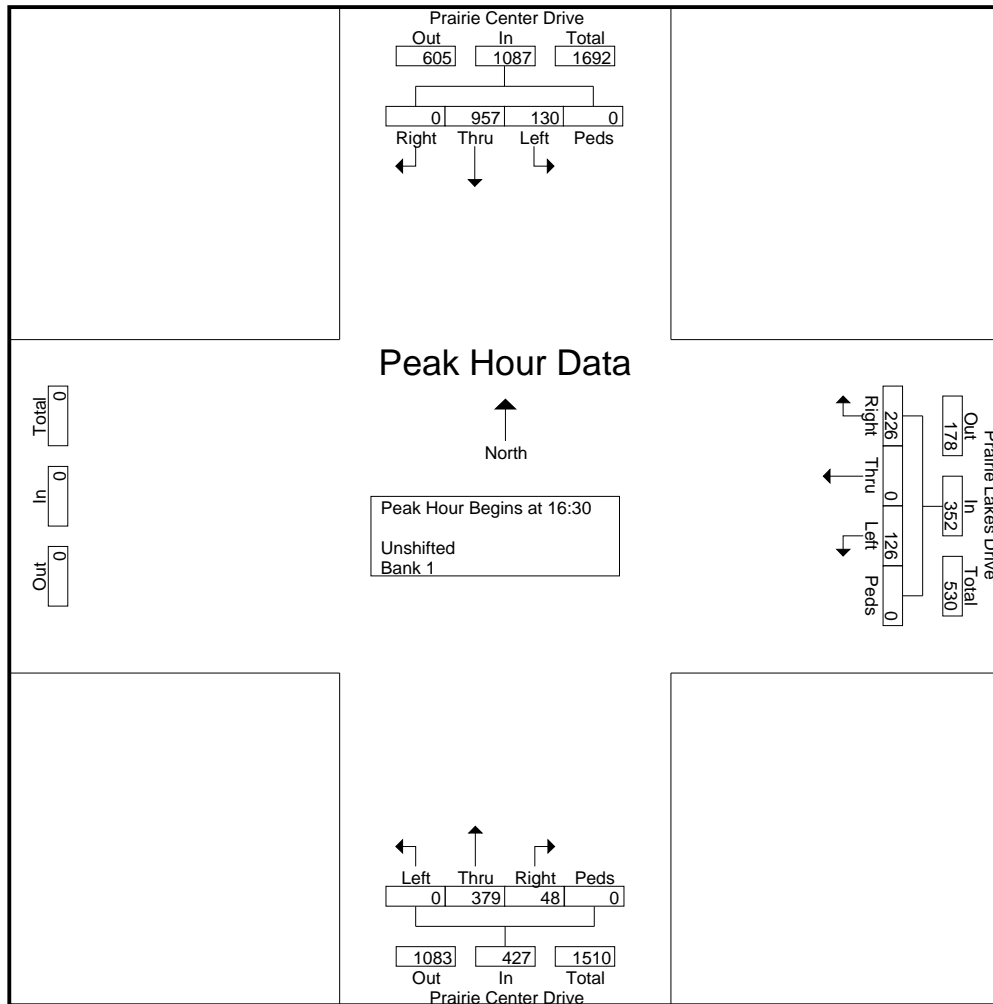 Prairie Center Drive
Out In Total
605 1087 1692
0 957 130 0
Right Thru Left Peds
Peak Hour Data
North
Peak Hour Begins at 16:30
Unshifted
Bank 1
Total In Out
0 0 0
Prairie Lakes Drive
Out In Total
178 352 530
226 0 126 0
Right Thru Left Peds
Left Thru Right Peds
0 379 48 0
1083 427 1510
Out In Total
Prairie Center Drive